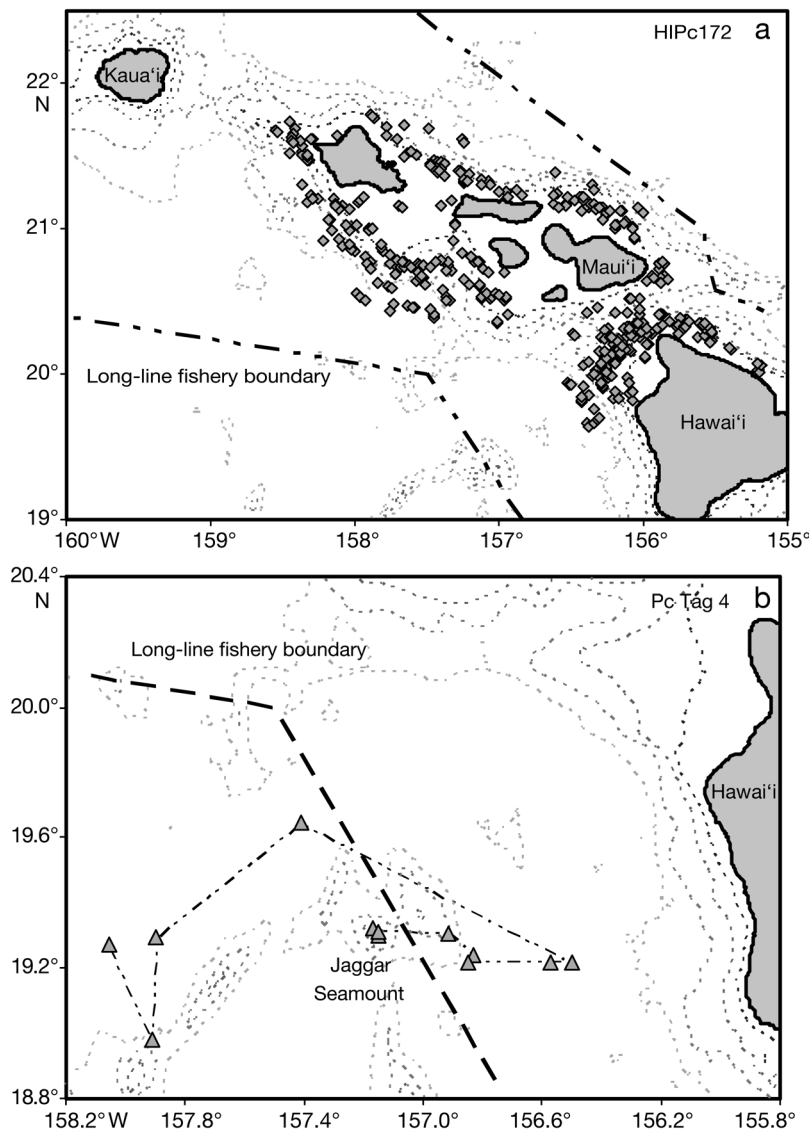 HIPc172 a
22°
N
Kaua‘i
21°
Maui‘i
20°
Long-line fishery boundary
Hawai‘i
19°
160°W 159° 158° 157° 156° 155°
20.4°
N
Pc Tag 4 b
Long-line fishery boundary
20.0°
Hawai‘i
19.6°
19.2°
Jaggar
Seamount
18.8°
158.2°W 157.8° 157.4° 157.0° 156.6° 156.2° 155.8°